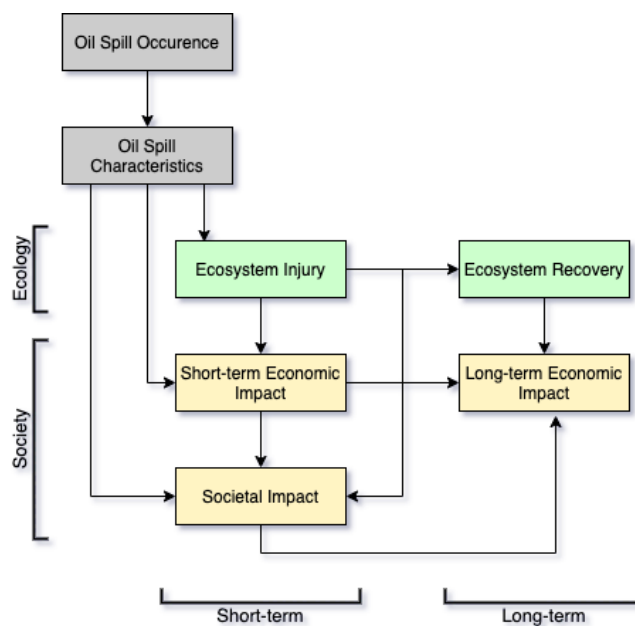 Oil Spill Occurence
Oil Spill
Characteristics
Ecology
Ecosystem Injury
Ecosystem Recovery
Society
Short-term Economic
Impact
Long-term Economic
Impact
Societal Impact
Short-term
Long-term